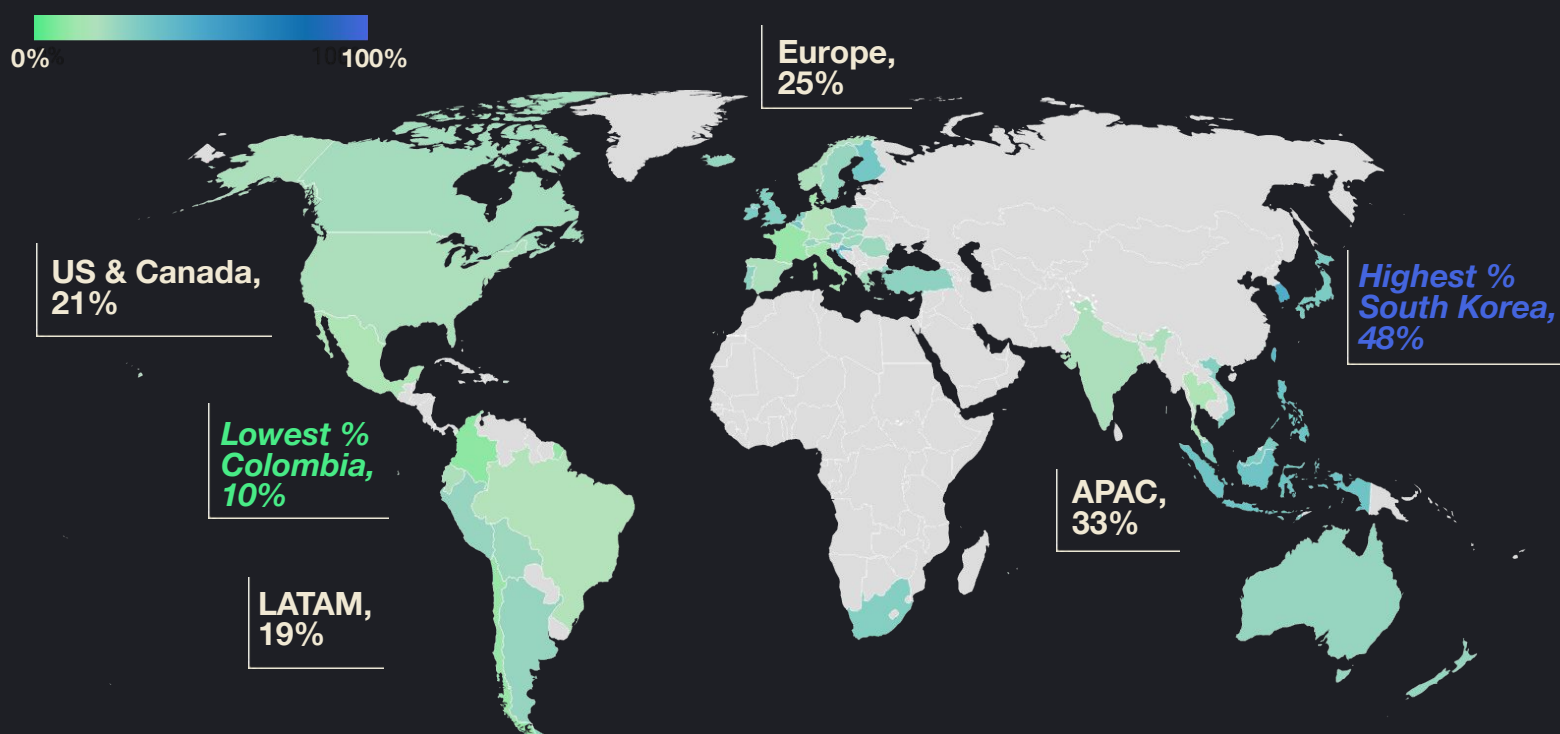 0%
100%
Europe,
25%
US & Canada,
21%
Highest %
South Korea,
48%
Lowest %
Colombia,
10%
APAC,
33%
LATAM,
19%